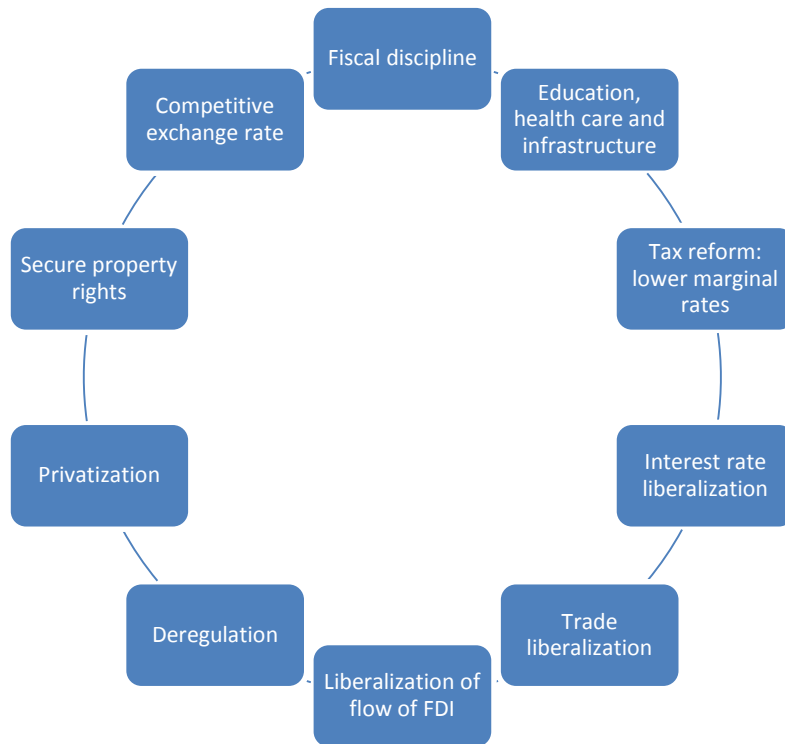 Fiscal discipline
Education,
health care and
infrastructure
Tax reform:
lower marginal
rates
Interest rate
liberalization
Trade
liberalization
Liberalization of
flow of FDI
Deregulation
Privatization
Secure property
rights
Competitive
exchange rate